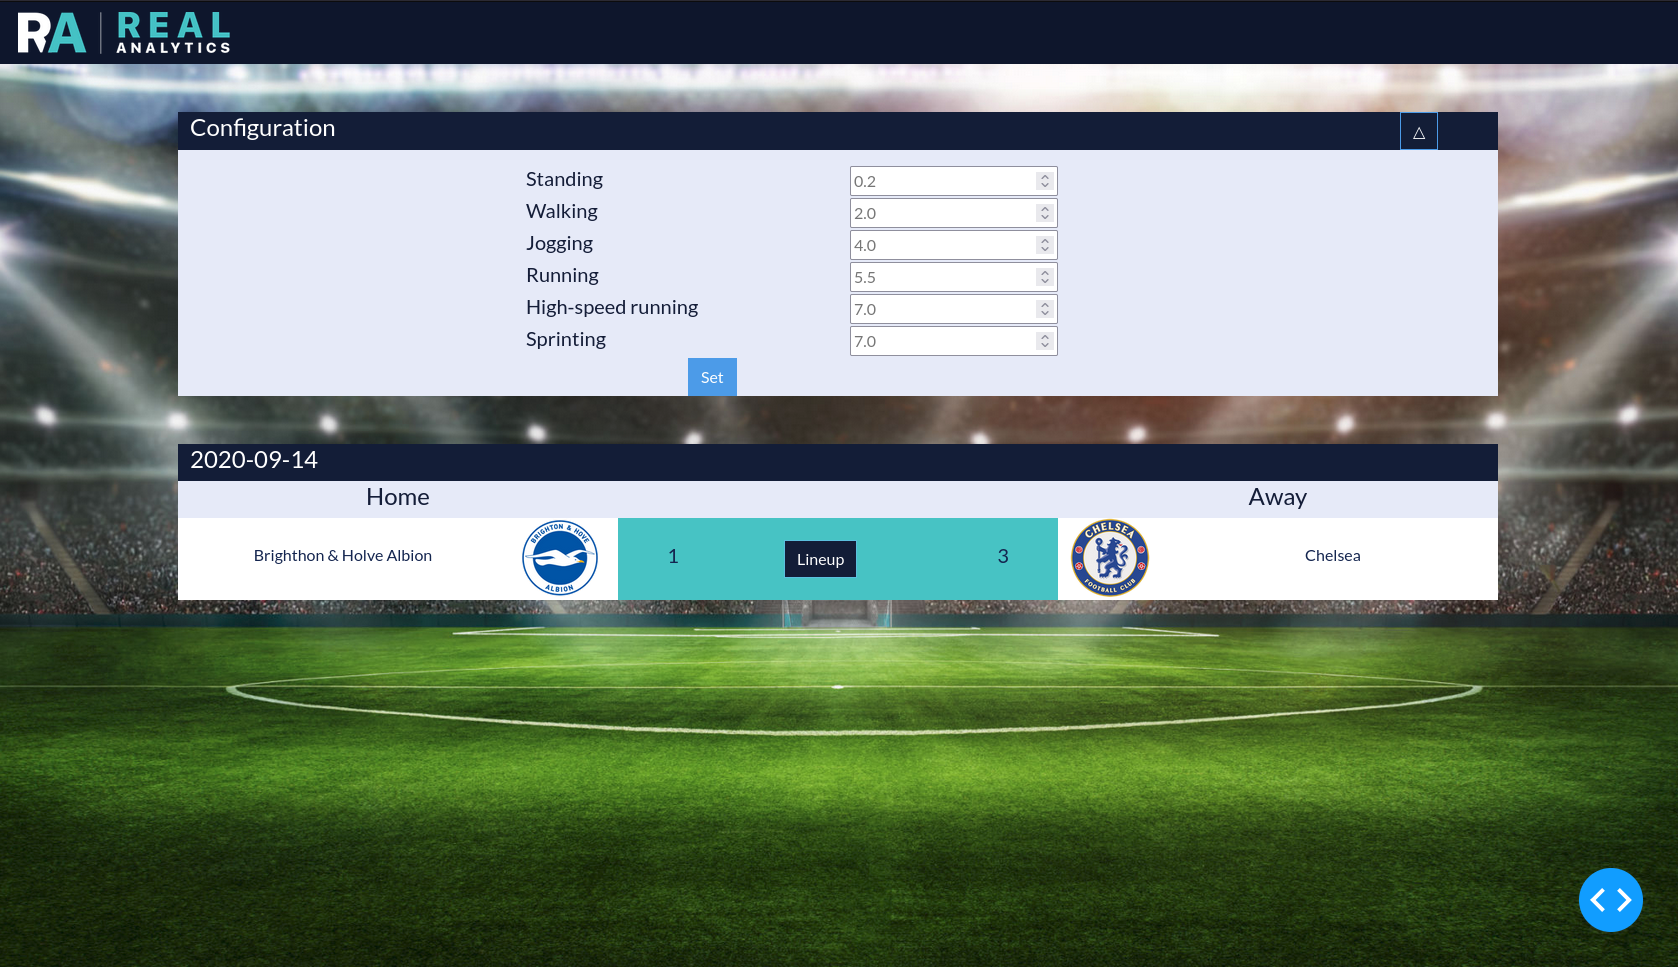 RA REAL
ANALYTICS
Configuration △
Standing 0.2
Walking 2.0
Jogging 4.0
Running 5.5
High-speed running 7.0
Sprinting 7.0
Set
2020-09-14
Home Away
BRIGHTON & HOVE
Brighthon & Holve Albion 1 Lineup 3 Chelsea
ALBION
CHELSEA
FOOTBALL CLUB